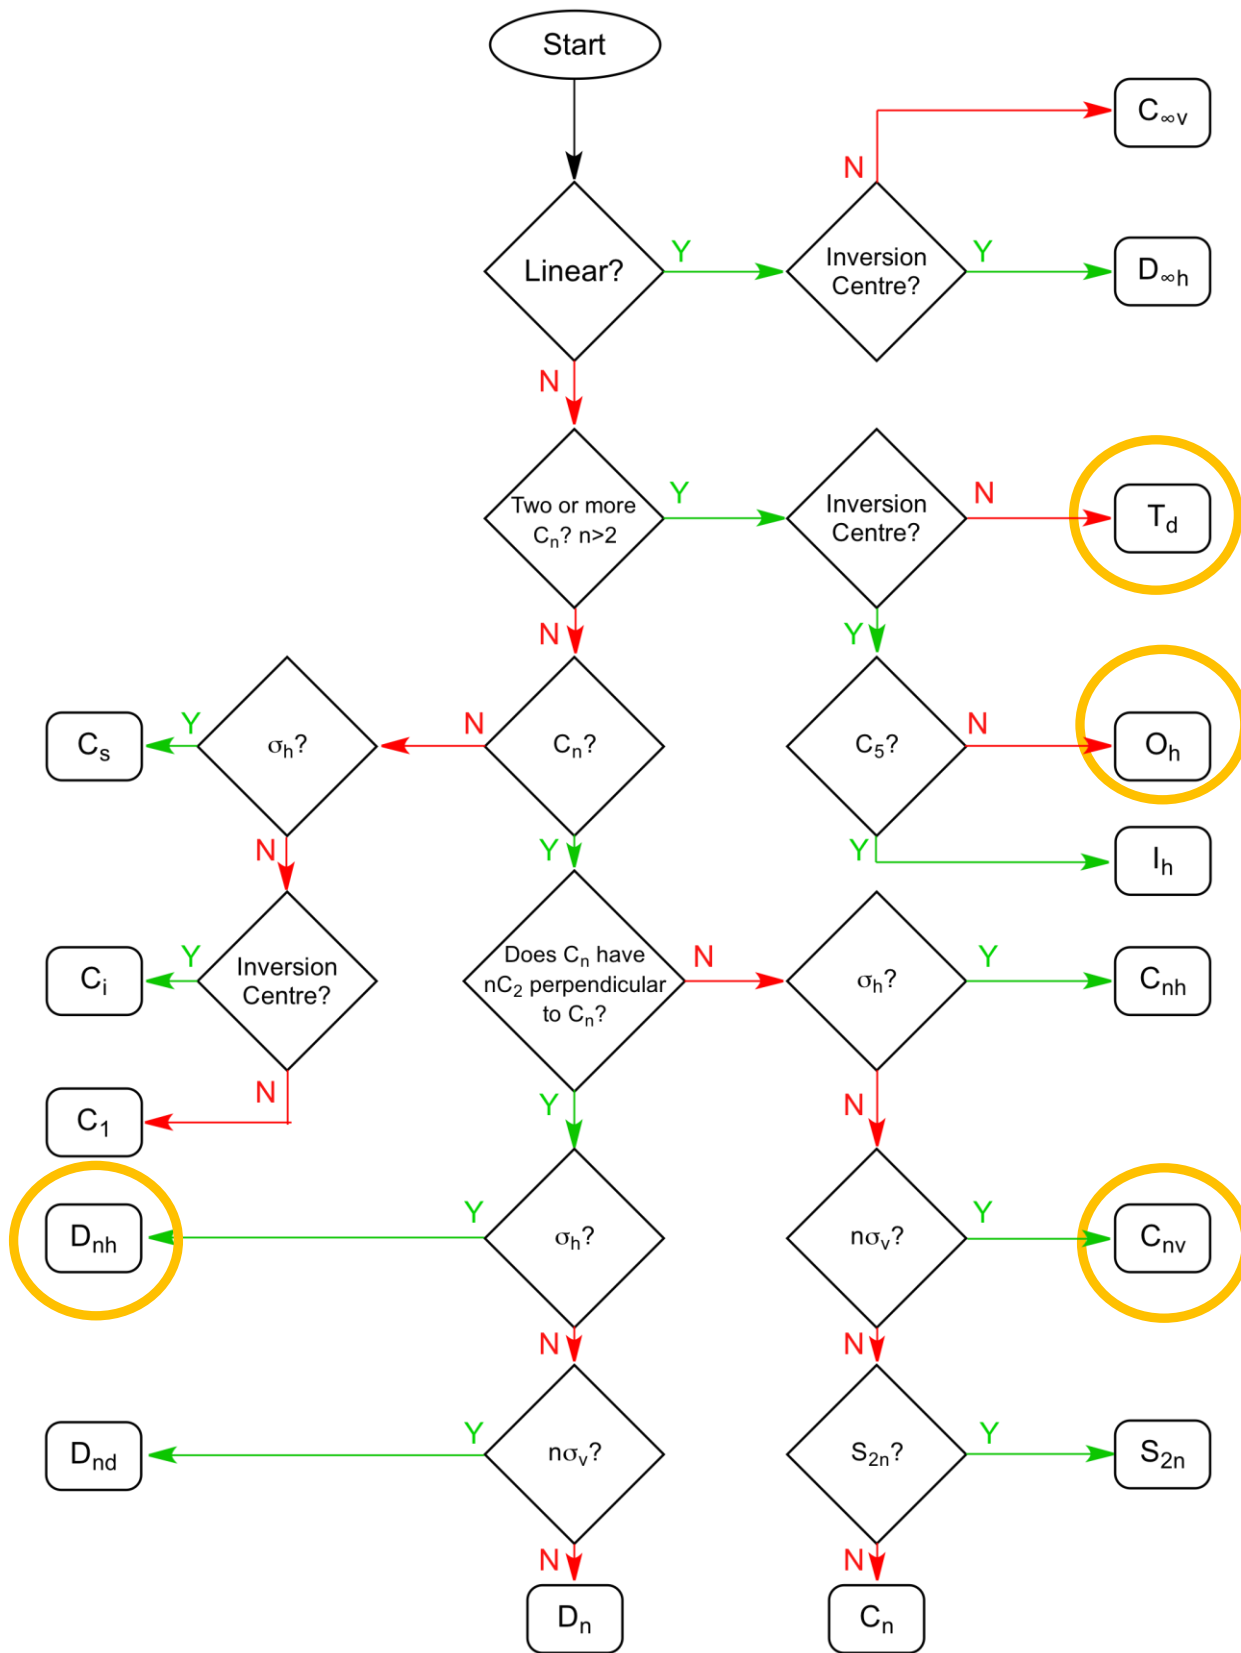 Start
C∞v
N
Linear?
Y
Inversion
Centre?
Y
D∞h
N
Two or more
Cn? n>2
Y
Inversion
Centre?
N
Td
N
Y
Cs
Y
σh?
N
Cn?
C5?
N
Oh
N
Y
Y
Ih
Ci
Y
Inversion
Centre?
Does Cn have
nC2 perpendicular
to Cn?
N
σh?
Y
Cnh
N
C1
Y
N
Dnh
Y
σh?
nσv?
Y
Cnv
N
N
Dnd
Y
nσv?
S2n?
Y
S2n
N
N
Dn
Cn